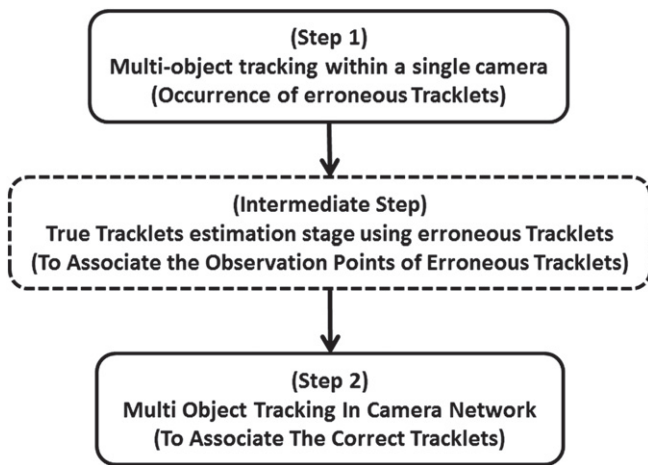 (Step 1)
Multi-object tracking within a single camera
(Occurrence of erroneous Tracklets)
(Intermediate Step)
True Tracklets estimation stage using erroneous Tracklets
(To Associate the Observation Points of Erroneous Tracklets)
(Step 2)
Multi Object Tracking In Camera Network
(To Associate The Correct Tracklets)